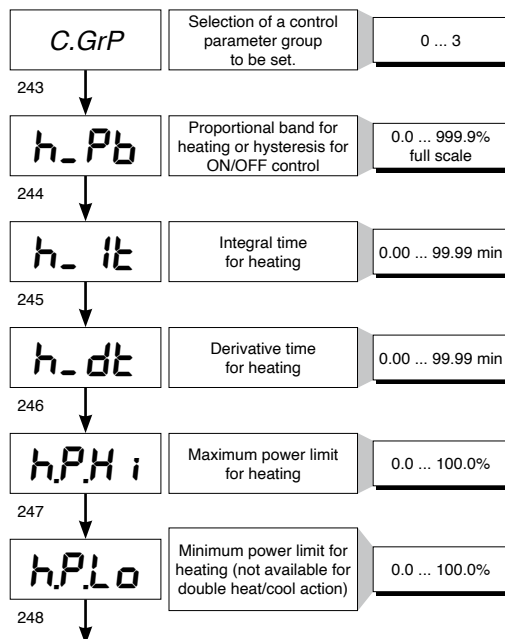 C.GrP
Selection of a control
parameter group
to be set.
0 ... 3
243
h_Pb
Proportional band for
heating or hysteresis for
ON/OFF control
0.0 ... 999.9%
full scale
244
h_ It
Integral time
for heating
0.00 ... 99.99 min
245
h_dt
Derivative time
for heating
0.00 ... 99.99 min
246
h.P.H i
Maximum power limit
for heating
0.0 ... 100.0%
247
h.P.Lo
Minimum power limit for
heating (not available for
double heat/cool action)
0.0 ... 100.0%
248